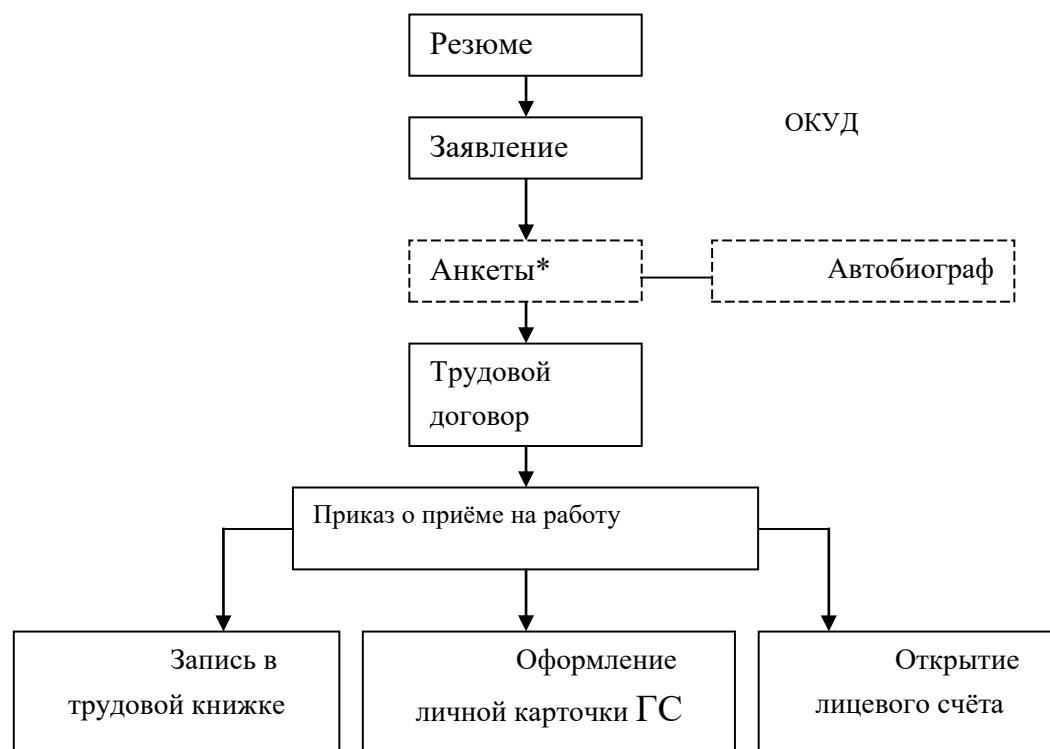 Резюме
ОКУД
Заявление
Анкеты*
Автобиограф
Трудовой
договор
Приказ о приёме на работу
Запись в
трудовой книжке
Оформление
личной карточки ГС
Открытие
лицевого счёта